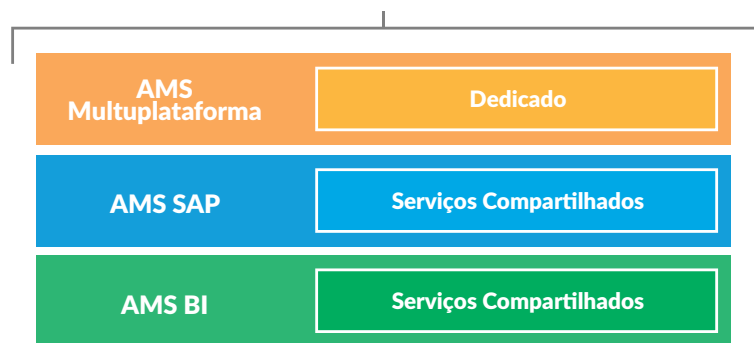 AMS
Multuplataforma
Dedicado
AMS SAP
Serviços Compartilhados
AMS BI
Serviços Compartilhados